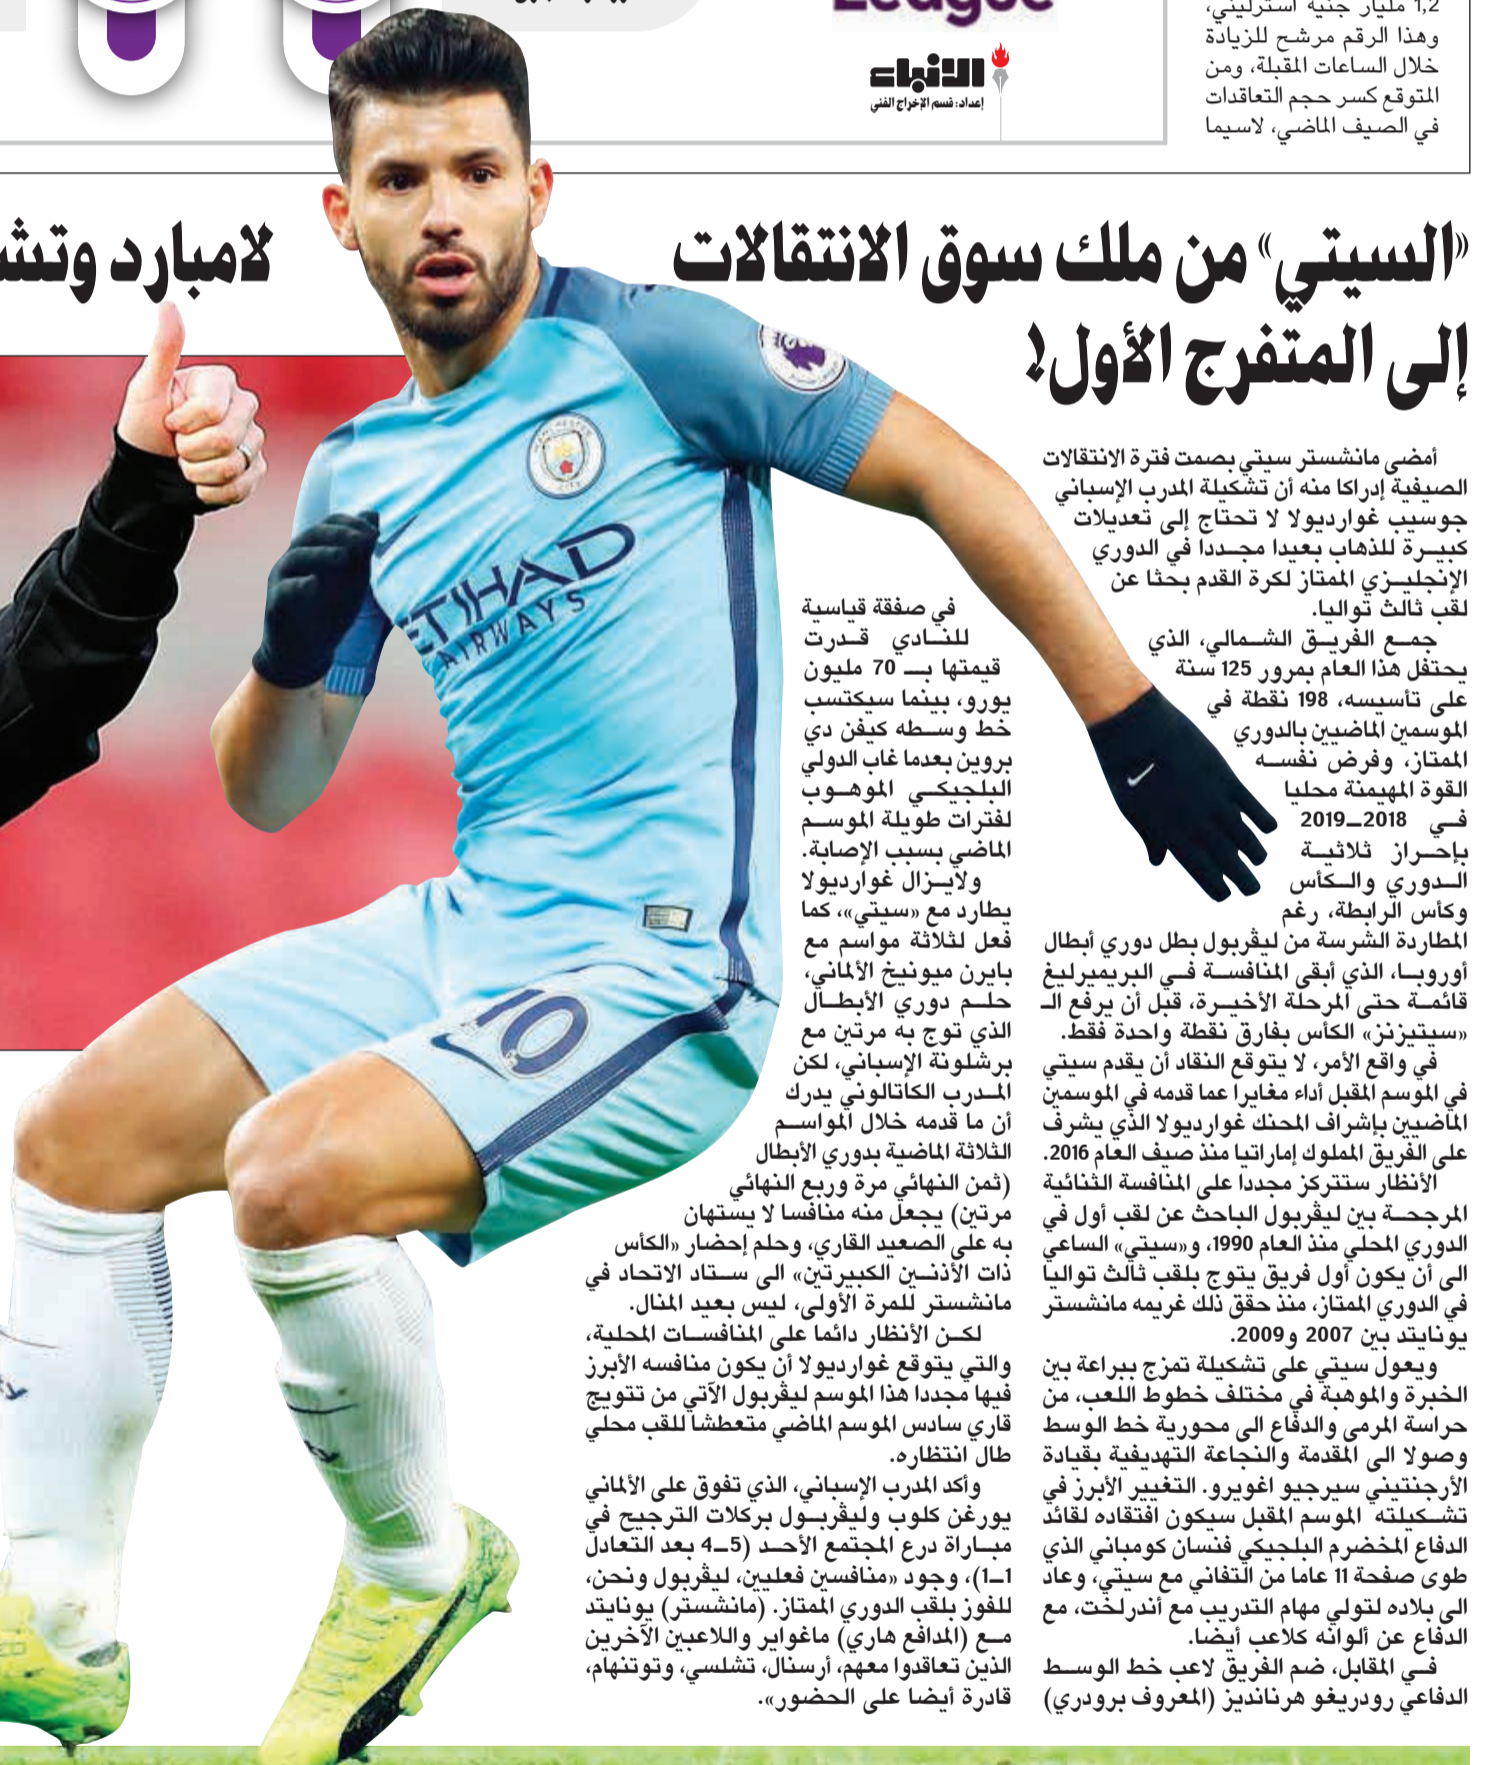 1,2 مليار جنيه استرليني،
وهذا الرقم مرشح للزيادة
خلال الساعات المقبلة، ومن
المتوقع كسر حجم التعاقدات
في الصيف الماضي، لاسيما
League
الانباء
إعداد: قسم الإخراج الفني
«السيتي» من ملك سوق الانتقالات
إلى المتفرج الأول!
لامبارد وتش
أمضى مانشستر سيتي بصمت فترة الانتقالات
الصيفية إدراكا منه أن تشكيلة المدرب الإسباني
جوسيب غوارديولا لا تحتاج إلى تعديلات
كبيرة للذهاب بعيدا مجددا في الدوري
الإنجليزي الممتاز لكرة القدم بحثا عن
لقب ثالث تواليا.
جمع الفريق الشمالي، الذي
يحتفل هذا العام بمرور 125 سنة
على تأسيسه، 198 نقطة في
الموسمين الماضيين بالدوري
الممتاز، وفرض نفسه
القوة المهيمنة محليا
في 2018ــ2019
بإحراز ثلاثية
الدوري والكأس
وكأس الرابطة، رغم
المطاردة الشرسة من ليڤربول بطل دوري أبطال
أوروبا، الذي أبقى المنافسة في البريميرليغ
قائمة حتى المرحلة الأخيرة، قبل أن يرفع الـ
«سيتيزنز» الكأس بفارق نقطة واحدة فقط.
في واقع الأمر، لا يتوقع النقاد أن يقدم سيتي
في الموسم المقبل أداء مغايرا عما قدمه في الموسمين
الماضيين بإشراف المحنك غوارديولا الذي يشرف
على الفريق المملوك إماراتيا منذ صيف العام 2016.
الأنظار ستتركز مجددا على المنافسة الثنائية
المرجحة بين ليڤربول الباحث عن لقب أول في
الدوري المحلي منذ العام 1990، و«سيتي» الساعي
الى أن يكون أول فريق يتوج بلقب ثالث تواليا
في الدوري الممتاز، منذ حقق ذلك غريمه مانشستر
يونايتد بين 2007 و2009.
ويعول سيتي على تشكيلة تمزج ببراعة بين
الخبرة والموهبة في مختلف خطوط اللعب، من
حراسة المرمى والدفاع الى محورية خط الوسط
وصولا الى المقدمة والنجاعة التهديفية بقيادة
الأرجنتيني سيرجيو اغويرو. التغيير الأبرز في
تشكيلته الموسم المقبل سيكون افتقاده لقائد
الدفاع المخضرم البلجيكي فنسان كومباني الذي
طوى صفحة 11 عاما من التفاني مع سيتي، وعاد
الى بلاده لتولي مهام التدريب مع أندرلخت، مع
الدفاع عن ألوانه كلاعب أيضا.
في المقابل، ضم الفريق لاعب خط الوسط
الدفاعي رودريغو هرنانديز (المعروف برودري)
في صفقة قياسية
للنادي قدرت
قيمتها بــ 70 مليون
يورو، بينما سيكتسب
خط وسطه كيفن دي
بروين بعدما غاب الدولي
البلجيكي الموهوب
لفترات طويلة الموسم
الماضي بسبب الإصابة.
ولايزال غوارديولا
يطارد مع «سيتي»، كما
فعل لثلاثة مواسم مع
بايرن ميونيخ الألماني،
حلم دوري الأبطال
الذي توج به مرتين مع
برشلونة الإسباني، لكن
المدرب الكاتالوني يدرك
أن ما قدمه خلال المواسم
الثلاثة الماضية بدوري الأبطال
(ثمن النهائي مرة وربع النهائي
مرتين) يجعل منه منافسا لا يستهان
به على الصعيد القاري، وحلم إحضار «الكأس
ذات الأذنين الكبيرتين» الى ستاد الاتحاد في
مانشستر للمرة الأولى، ليس بعيد المنال.
لكن الأنظار دائما على المنافسات المحلية،
والتي يتوقع غوارديولا أن يكون منافسه الأبرز
فيها مجددا هذا الموسم ليڤربول الآتي من تتويج
قاري سادس الموسم الماضي متعطشا للقب محلي
طال انتظاره.
وأكد المدرب الإسباني، الذي تفوق على الألماني
يورغن كلوب وليڤربول بركلات الترجيح في
مباراة درع المجتمع الأحد (5ــ4 بعد التعادل
1ــ1)، وجود «منافسين فعليين، ليڤربول ونحن،
للفوز بلقب الدوري الممتاز. (مانشستر) يونايتد
مع (المدافع هاري) ماغواير واللاعبين الآخرين
الذين تعاقدوا معهم، أرسنال، تشلسي، وتوتنهام،
قادرة أيضا على الحضور».
MANCHESTER
CITY
ETIHAD
AIRWAYS
10